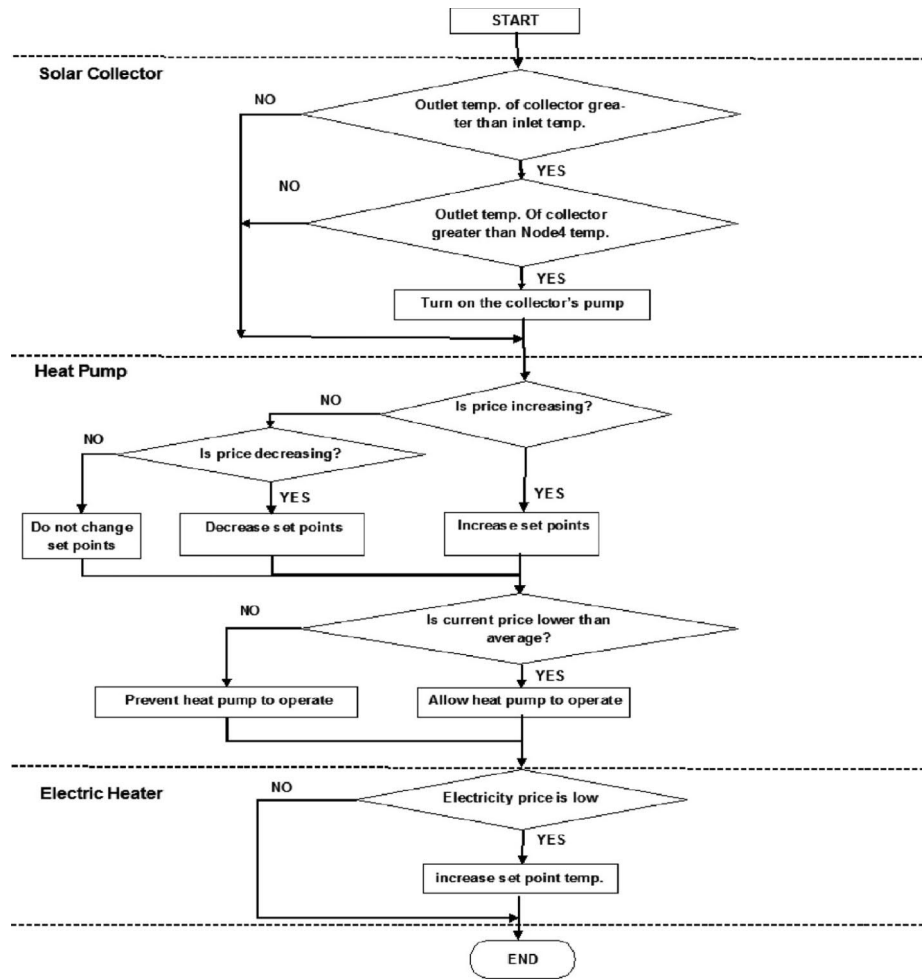 START
Solar Collector
NO
Outlet temp. of collector grea-
ter than inlet temp.
YES
NO
Outlet temp. Of collector
greater than Node4 temp.
YES
Turn on the collector's pump
Heat Pump
NO
Is price increasing?
NO
Is price decreasing?
YES
YES
Do not change
set points
Decrease set points
Increase set points
NO
Is current price lower than
average?
YES
Prevent heat pump to operate
Allow heat pump to operate
Electric Heater
NO
Electricity price is low
YES
increase set point temp.
END